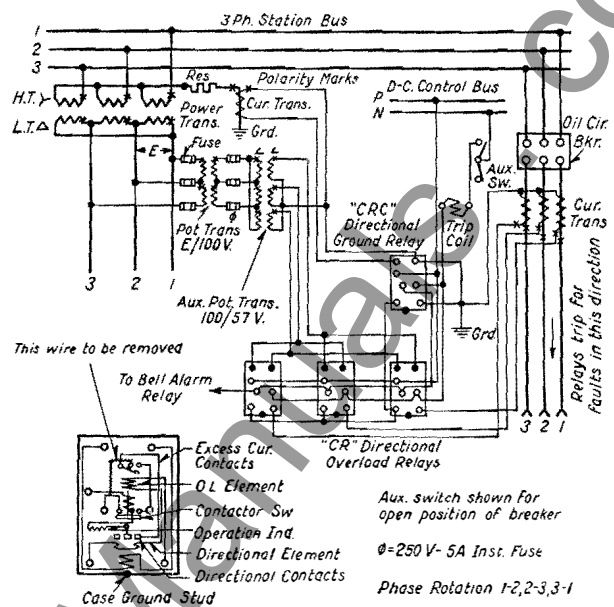 3 Ph. Station Bus
1
2
3
Res
Polarity Marks
H.T.
Power
Trans.
Cur. Trans.
D-C. Control Bus
P
N
L.T. Δ
Grd.
Oil Cir.
Bkr.
E
Fuse
Aux.
Sw.
"CRC"
Directional
Ground Relay
Trip
Coil
Cur.
Trans
Pot Trans
E/100V.
φ
Aux. Pot. Trans.
100/57 V.
3 2 1
Grd.
Relays trip for
faults in this direction
This wire to be removed
To Bell Alarm
Relay
"CR" Directional
Overload Relays
3 2 1
Excess Cur.
Contacts
O L Element
Contactor Sw
Operation Ind.
Directional Element
Directional Contacts
Case Ground Stud
Aux. switch shown for
open position of breaker
φ=250 V- 5A Inst. Fuse
Phase Rotation 1-2,2-3,3-1